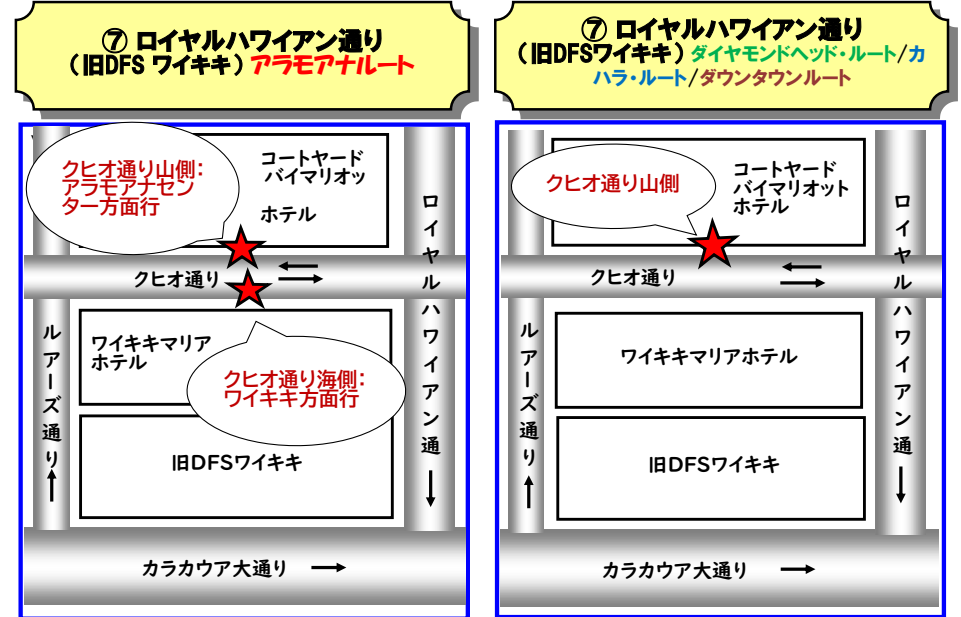 ⑦ ロイヤルハワイアン通り
（旧DFS ワイキキ）アラモアナルート
クヒオ通り山側：
アラモアナセン
ター方面行
コートヤード
バイマリオッ
ホテル
ロイヤルハワイアン通
クヒオ通り
ルアーズ通り
ワイキキマリア
ホテル
クヒオ通り海側：
ワイキキ方面行
旧DFSワイキキ
カラカウア大通り
⑦ ロイヤルハワイアン通り
（旧DFSワイキキ）ダイヤモンドヘッド・ルート/カ
ハラ・ルート/ダウンタウンルート
クヒオ通り山側
コートヤード
バイマリオット
ホテル
ロイヤルハワイアン通
クヒオ通り
ルアーズ通り
ワイキキマリアホテル
旧DFSワイキキ
カラカウア大通り